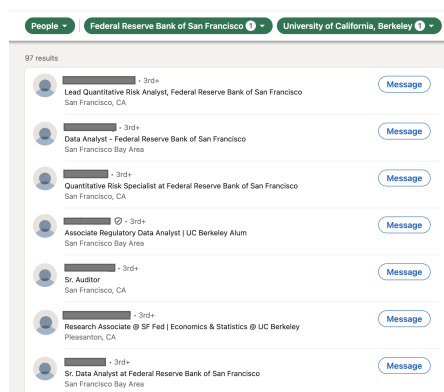 People Federal Reserve Bank of San Francisco 1 University of California, Berkeley 1
97 results
• 3rd+
Lead Quantitative Risk Analyst, Federal Reserve Bank of San Francisco
San Francisco, CA
Message
• 3rd+
Data Analyst - Federal Reserve Bank of San Francisco
San Francisco Bay Area
Message
• 3rd+
Quantitative Risk Specialist at Federal Reserve Bank of San Francisco
San Francisco, CA
Message
• 3rd+
Associate Regulatory Data Analyst | UC Berkeley Alum
San Francisco Bay Area
Message
• 3rd+
Sr. Auditor
San Francisco, CA
Message
• 3rd+
Research Associate @ SF Fed | Economics & Statistics @ UC Berkeley
Pleasanton, CA
Message
• 3rd+
Sr. Data Analyst at Federal Reserve Bank of San Francisco
San Francisco Bay Area
Message